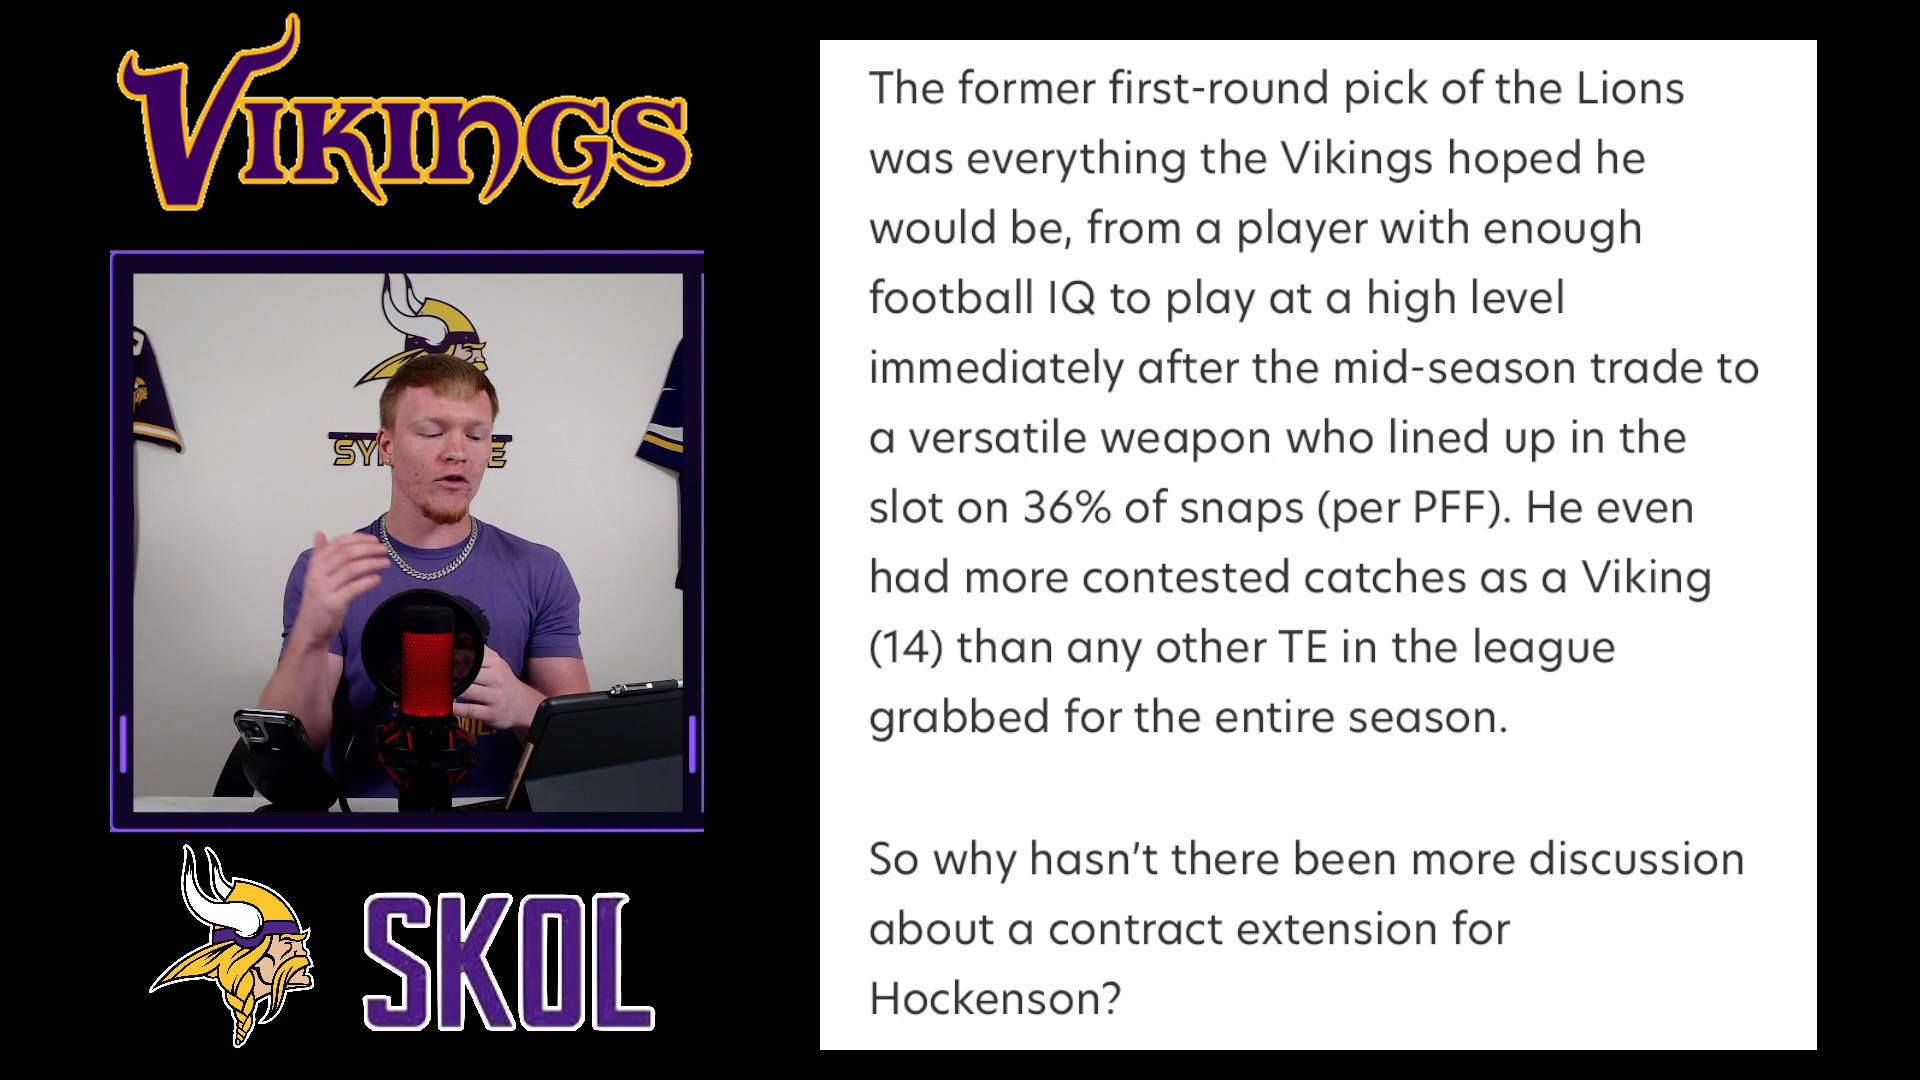 VIKINGS
SY
E
SKOL
The former first-round pick of the Lions
was everything the Vikings hoped he
would be, from a player with enough
football IQ to play at a high level
immediately after the mid-season trade to
a versatile weapon who lined up in the
slot on 36% of snaps (per PFF). He even
had more contested catches as a Viking
(14) than any other TE in the league
grabbed for the entire season.
So why hasn’t there been more discussion
about a contract extension for
Hockenson?